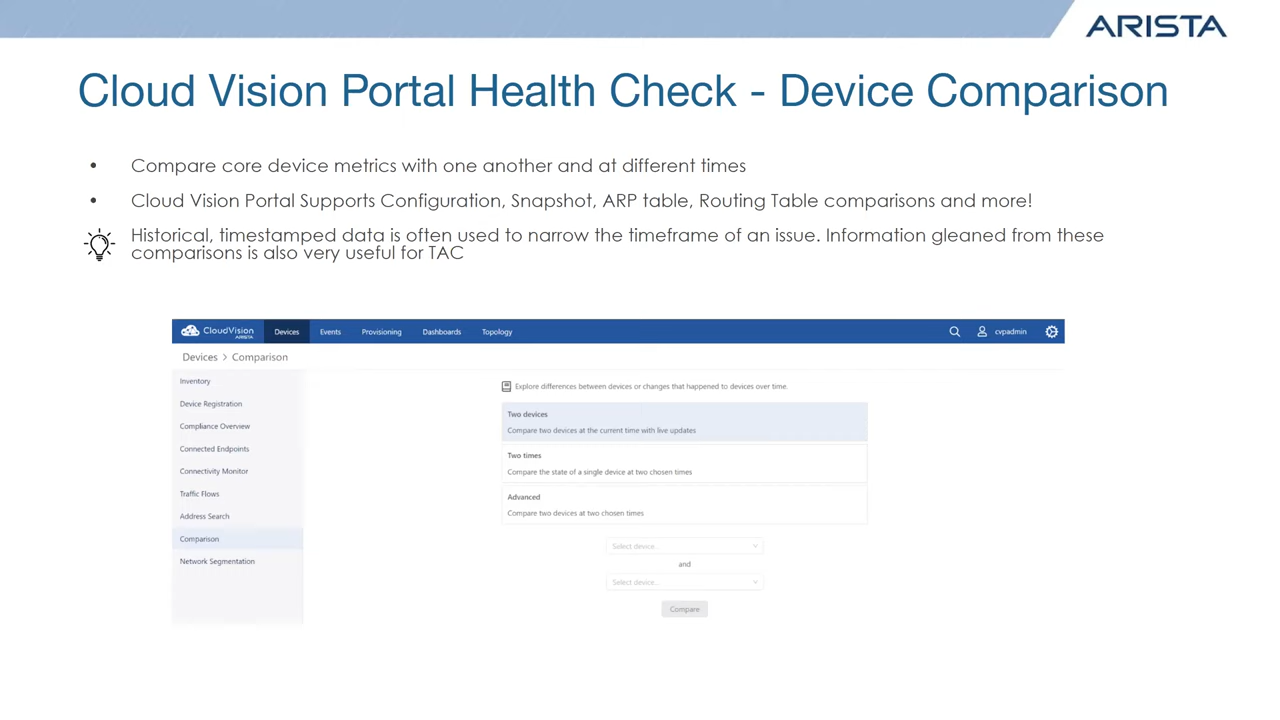 ARISTA
Cloud Vision Portal Health Check - Device Comparison
• Compare core device metrics with one another and at different times
• Cloud Vision Portal Supports Configuration, Snapshot, ARP table, Routing Table comparisons and more!
Historical, timestamped data is often used to narrow the timeframe of an issue. Information gleaned from these
comparisons is also very useful for TAC
CloudVision ARISTA Devices Events Provisioning Dashboards Topology cvpadmin
Devices > Comparison
Inventory
Device Registration
Compliance Overview
Connected Endpoints
Connectivity Monitor
Traffic Flows
Address Search
Comparison
Network Segmentation
Explore differences between devices or changes that happened to devices over time.
Two devices
Compare two devices at the current time with live updates
Two times
Compare the state of a single device at two chosen times
Advanced
Compare two devices at two chosen times
Select device...
and
Select device...
Compare